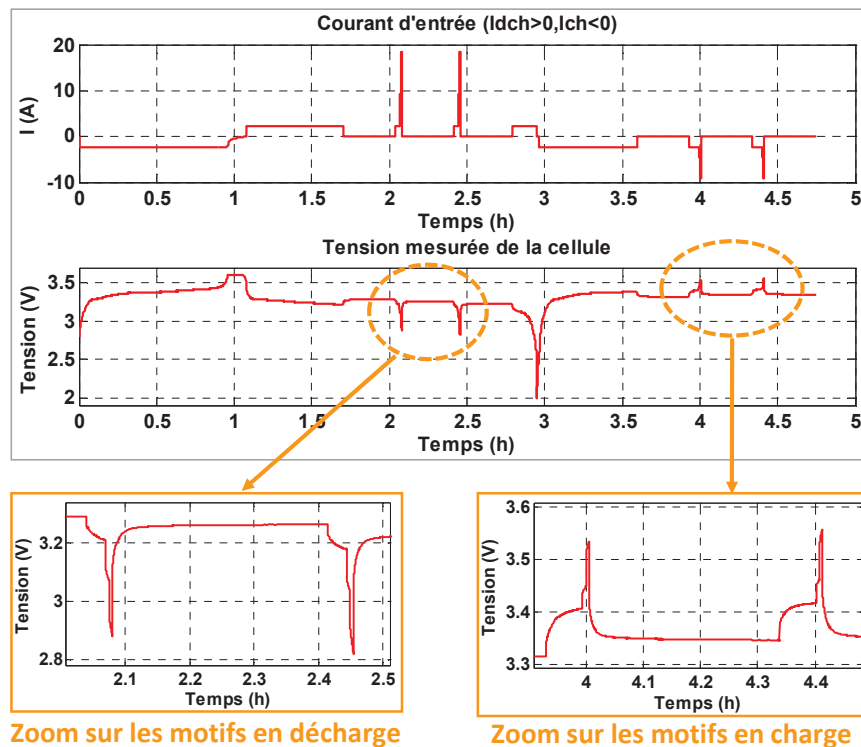 Courant d'entrée (Idch>0,Ich<0)
I (A)
20
10
0
-10
0 0.5 1 1.5 2 2.5 3 3.5 4 4.5 5
Temps (h)
Tension mesurée de la cellule
Tension (V)
3.5
3
2.5
2
0 0.5 1 1.5 2 2.5 3 3.5 4 4.5 5
Temps (h)
Tension (V)
3.2
3
2.8
2.1 2.2 2.3 2.4 2.5
Temps (h)
Zoom sur les motifs en décharge
Tension (V)
3.6
3.5
3.4
3.3
4 4.1 4.2 4.3 4.4
Temps (h)
Zoom sur les motifs en charge